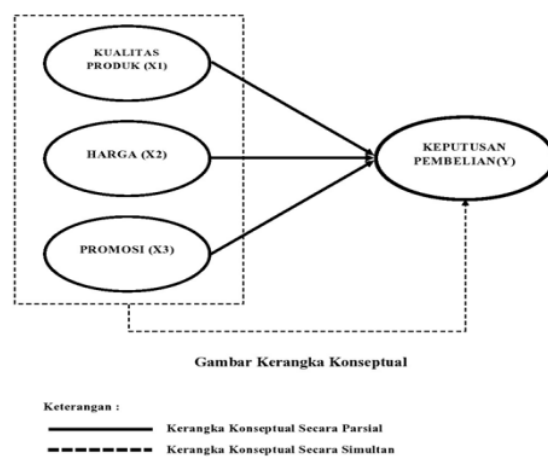 KUALITAS
PRODUK (X1)
HARGA (X2)
KEPUTUSAN
PEMBELIAN(Y)
PROMOSI (X3)
Gambar Kerangka Konseptual
Keterangan :
Kerangka Konseptual Secara Parsial
Kerangka Konseptual Secara Simultan